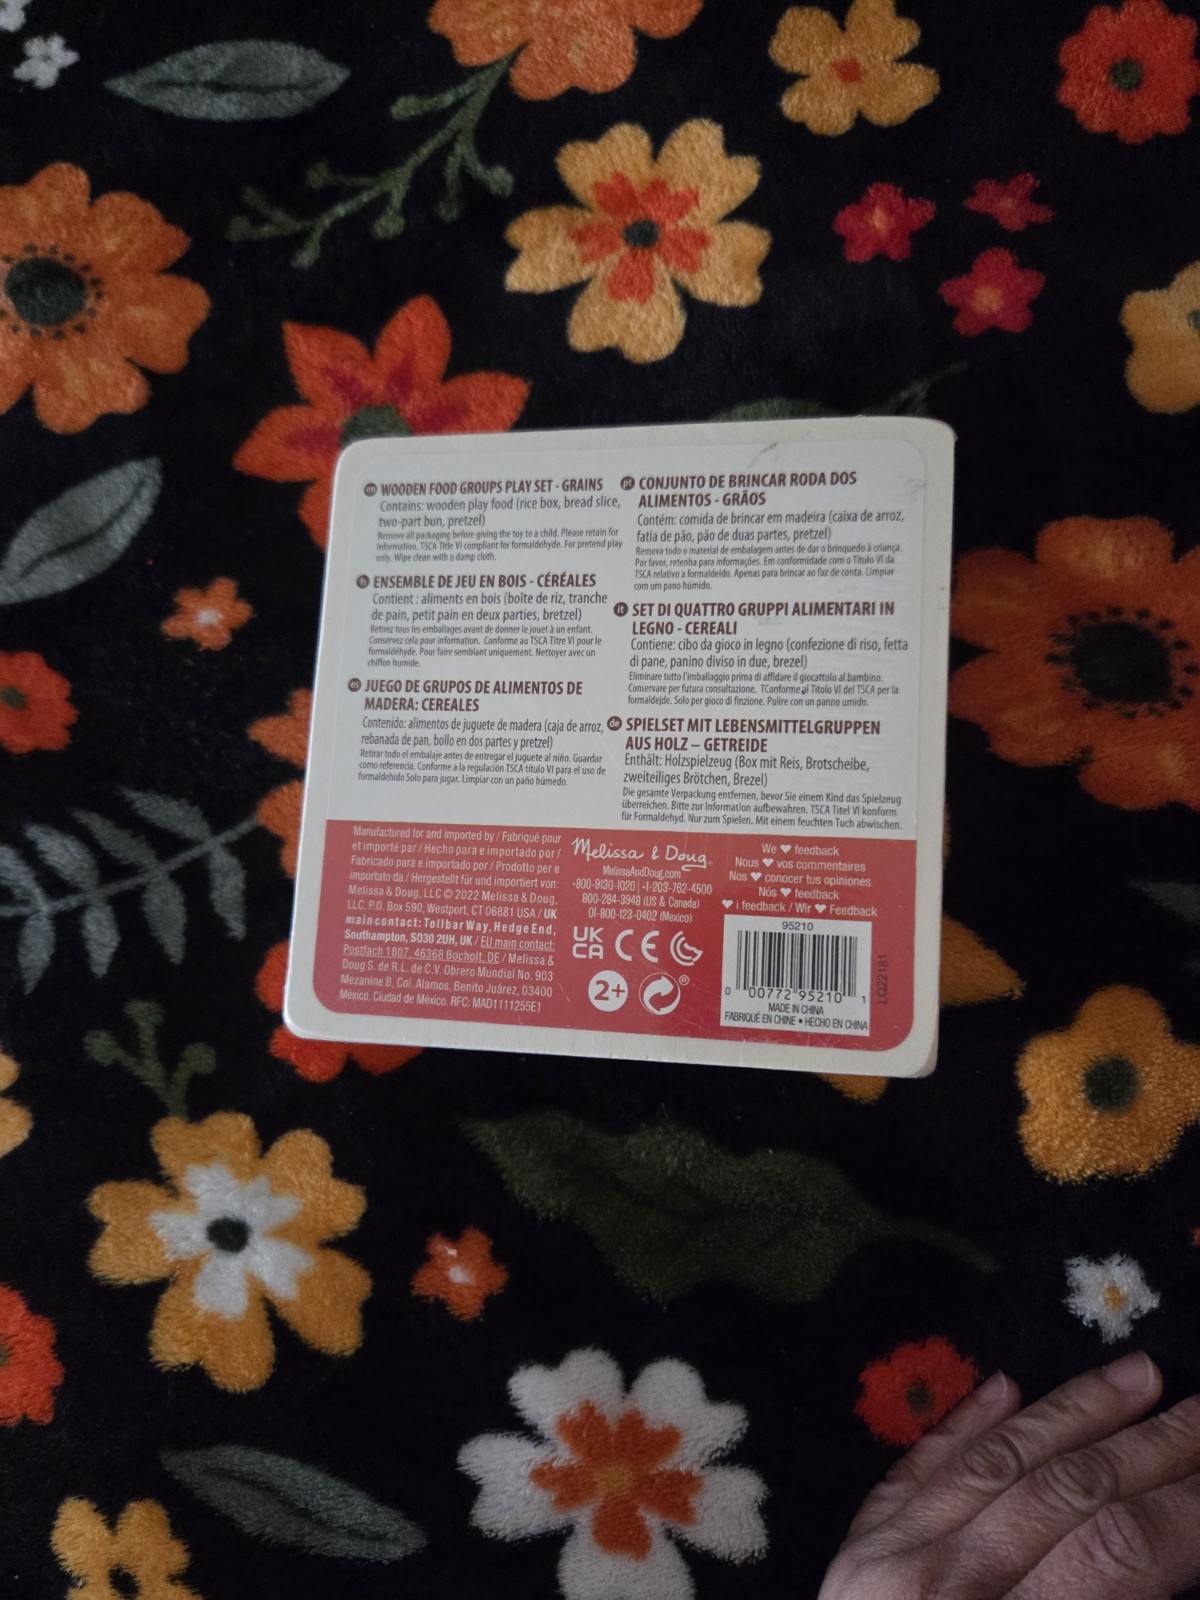 en WOODEN FOOD GROUPS PLAY SET - GRAINS
Contains: wooden play food (rice box, bread slice,
two-part bun, pretzel)
Remove all packaging before giving the toy to a child. Please retain for
information. TSCA Title VI compliant for formaldehyde. For pretend play
only. Wipe clean with a damp cloth.
fr ENSEMBLE DE JEU EN BOIS - CÉRÉALES
Contient : aliments en bois (boîte de riz, tranche
de pain, petit pain en deux parties, bretzel)
Retirez tous les emballages avant de donner le jouet à un enfant.
Conservez cela pour information. Conforme au TSCA Titre VI pour le
formaldéhyde. Pour faire semblant uniquement. Nettoyer avec un
chiffon humide.
es JUEGO DE GRUPOS DE ALIMENTOS DE
MADERA: CEREALES
Contenido: alimentos de juguete de madera (caja de arroz,
rebanada de pan, bollo en dos partes y pretzel)
Retirar todo el embalaje antes de entregar el juguete al niño. Guardar
como referencia. Conforme a la regulación TSCA título VI para el uso de
formaldehído Solo para jugar. Limpiar con un paño húmedo.
pt CONJUNTO DE BRINCAR RODA DOS
ALIMENTOS - GRÃOS
Contém: comida de brincar em madeira (caixa de arroz,
fatia de pão, pão de duas partes, pretzel)
Remova todo o material de embalagem antes de dar o brinquedo à criança.
Por favor, retenha para informações. Em conformidade com o Título VI da
TSCA relativo a formaldeído. Apenas para brincar ao faz de conta. Limpiar
com um pano húmido.
it SET DI QUATTRO GRUPPI ALIMENTARI IN
LEGNO - CEREALI
Contiene: cibo da gioco in legno (confezione di riso, fetta
di pane, panino diviso in due, brezel)
Eliminare tutto l'imballaggio prima di affidare il giocattolo al bambino.
Conservare per futura consultazione. TConforme al Titolo VI del TSCA per la
formaldejde. Solo per gioco di finzione. Pulire con un panno umido.
de SPIELSET MIT LEBENSMITTELGRUPPEN
AUS HOLZ – GETREIDE
Enthält: Holzspielzeug (Box mit Reis, Brotscheibe,
zweiteiliges Brötchen, Brezel)
Die gesamte Verpackung entfernen, bevor Sie einem Kind das Spielzeug
überreichen. Bitte zur Information aufbewahren. TSCA Titel VI konform
für Formaldehyd. Nur zum Spielen. Mit einem feuchten Tuch abwischen.
Manufactured for and imported by / Fabriqué pour
et importé par / Hecho para e importado por /
Fabricado para e importado por / Prodotto per e
importato da / Hergestellt für und importiert von:
Melissa & Doug, LLC © 2022 Melissa & Doug,
LLC, P.O. Box 590, Westport, CT 06881 USA / UK
main contact: Tollbar Way, Hedge End,
Southampton, SO30 2UH, UK / EU main contact:
Postfach 1807, 46368 Bocholt, DE / Melissa &
Doug S. de R.L. de C.V. Obrero Mundial No. 903
Mezanine B, Col. Alamos, Benito Juárez, 03400
México, Ciudad de México. RFC: MAD1111255E1
Melissa & Doug
MelissaAndDoug.com
+800-9130-1020 | +1-203-762-4500
800-284-3948 (US & Canada)
01-800-123-0402 (Mexico)
UK
CA CE
2+ ®
We ♥ feedback
Nous ♥ vos commentaires
Nos ♥ conocer tus opiniones
Nós ♥ feedback
♥ i feedback / Wir ♥ Feedback
95210
0 00772 95210 1
MADE IN CHINA
FABRIQUÉ EN CHINE • HECHO EN CHINA
LQ22181